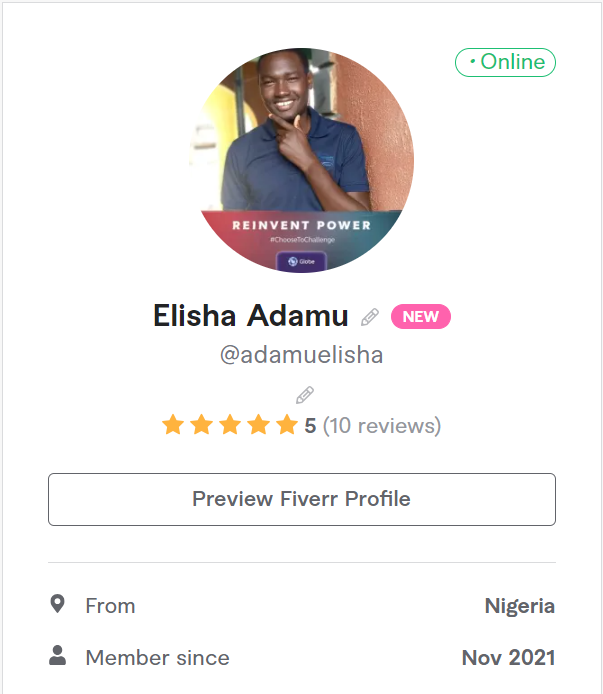 • Online
REINVENT POWER
#ChooseToChallenge
Globe
Elisha Adamu NEW
@adamuelisha
5 (10 reviews)
Preview Fiverr Profile
From Nigeria
Member since Nov 2021